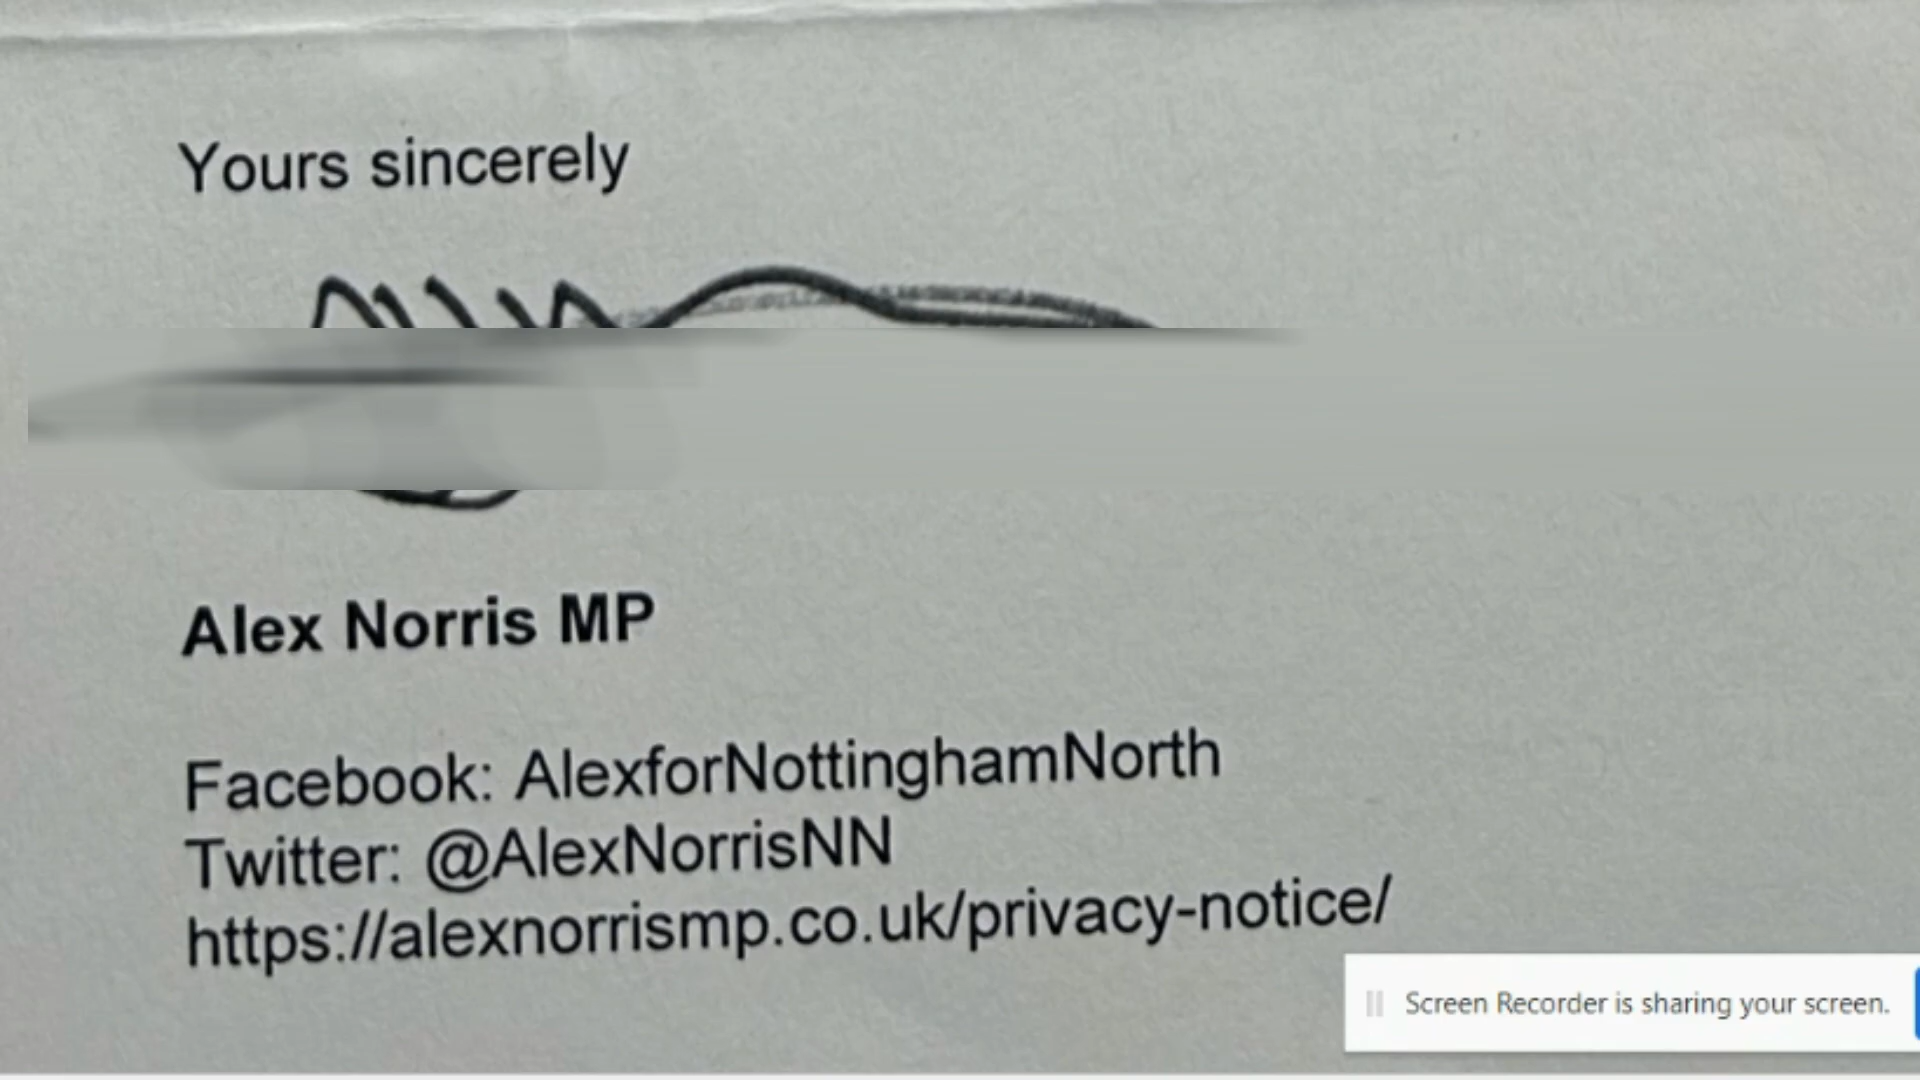 Yours sincerely
Alex Norris MP
Facebook: AlexforNottinghamNorth
Twitter: @AlexNorrisNN
https://alexnorrismp.co.uk/privacy-notice/
Screen Recorder is sharing your screen.